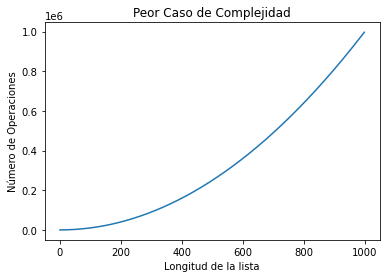 Peor Caso de Complejidad
1e6
1.0
0.8
0.6
0.4
0.2
0.0
Número de Operaciones
0 200 400 600 800 1000
Longitud de la lista